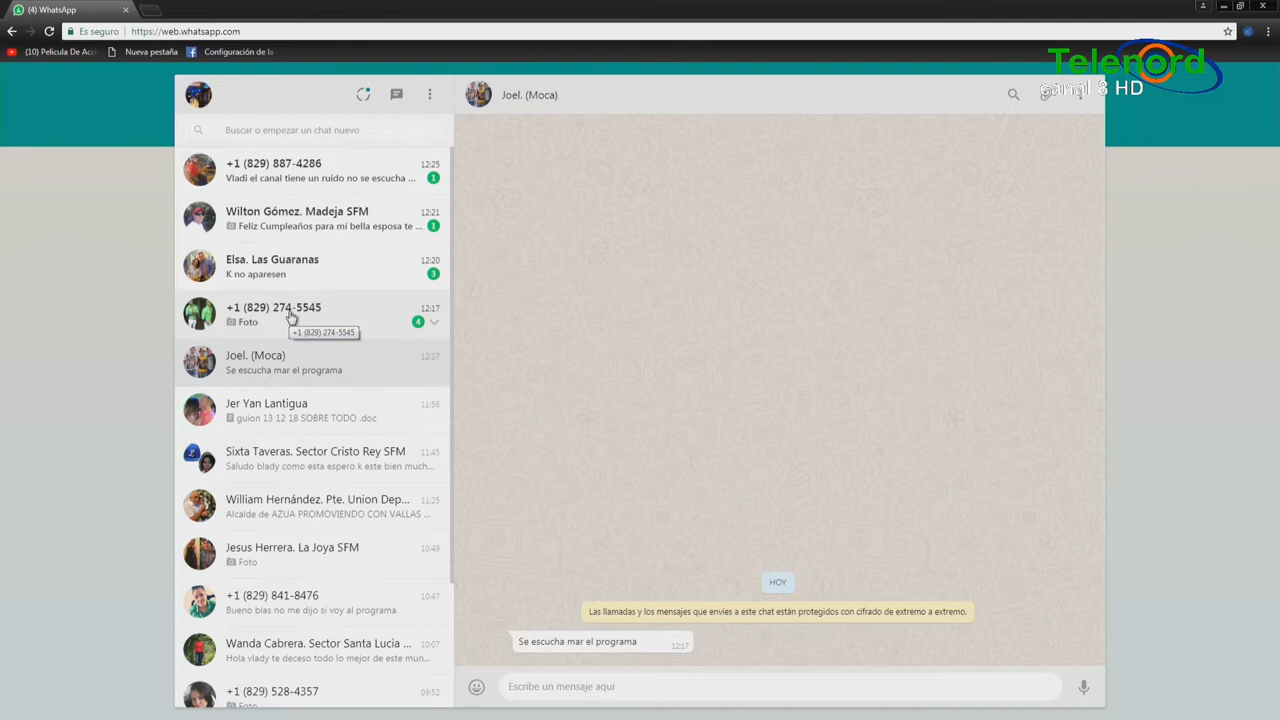 (4) WhatsApp
Es seguro https://web.whatsapp.com
(10) Pelicula De Acci Nueva pestaña Configuración de la
Telenord
canal 8 HD
Joel. (Moca)
Buscar o empezar un chat nuevo
+1 (829) 887-4286 12:25
Vladi el canal tiene un ruido no se escucha ... 1
Wilton Gómez. Madeja SFM 12:21
Feliz Cumpleaños para mi bella esposa te ... 1
Elsa. Las Guaranas 12:20
K no aparesen 3
+1 (829) 274-5545 12:17
Foto 4
+1 (829) 274-5545
Joel. (Moca) 12:17
Se escucha mar el programa
Jer Yan Lantigua 11:56
guion 13 12 18 SOBRE TODO .doc
Sixta Taveras. Sector Cristo Rey SFM 11:45
Saludo blady como esta espero k este bien much...
William Hernández. Pte. Union Dep... 11:25
Alcalde de AZUA PROMOVIENDO CON VALLAS ...
Jesus Herrera. La Joya SFM 10:49
Foto
+1 (829) 841-8476 10:47
Bueno bias no me dijo si voy al programa
Wanda Cabrera. Sector Santa Lucia ... 10:07
Hola vlady te deceso todo lo mejor de este mun...
+1 (829) 528-4357 09:52
Foto
HOY
Las llamadas y los mensajes que envíes a este chat están protegidos con cifrado de extremo a extremo.
Se escucha mar el programa 12:17
Escribe un mensaje aquí